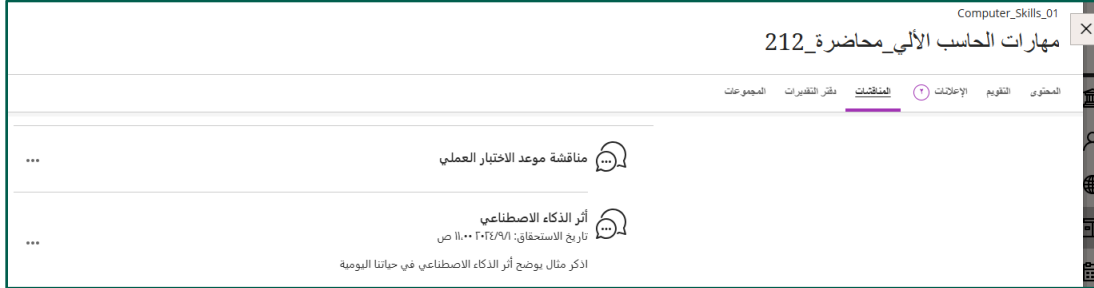 Computer_Skills_01
مهارات الحاسب الألي_محاضرة_212
المحتوى التقويم الإعلانات ٢ المناقشات دفتر التقديرات المجموعات
مناقشة موعد الاختبار العملي
أثر الذكاء الاصطناعي
تاريخ الاستحقاق: ٢٠٢٤/٩/١ ١١.٠٠ ص
اذكر مثال يوضح أثر الذكاء الاصطناعي في حياتنا اليومية